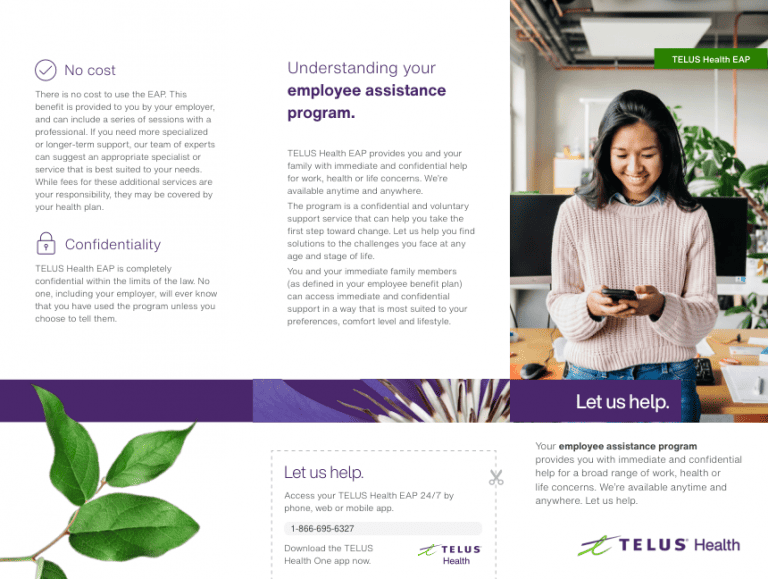 No cost
There is no cost to use the EAP. This
benefit is provided to you by your employer,
and can include a series of sessions with a
professional. If you need more specialized
or longer-term support, our team of experts
can suggest an appropriate specialist or
service that is best suited to your needs.
While fees for these additional services are
your responsibility, they may be covered by
your health plan.
Confidentiality
TELUS Health EAP is completely
confidential within the limits of the law. No
one, including your employer, will ever know
that you have used the program unless you
choose to tell them.
Understanding your
employee assistance
program.
TELUS Health EAP provides you and your
family with immediate and confidential help
for work, health or life concerns. We're
available anytime and anywhere.
The program is a confidential and voluntary
support service that can help you take the
first step toward change. Let us help you find
solutions to the challenges you face at any
age and stage of life.
You and your immediate family members
(as defined in your employee benefit plan)
can access immediate and confidential
support in a way that is most suited to your
preferences, comfort level and lifestyle.
Let us help.
Access your TELUS Health EAP 24/7 by
phone, web or mobile app.
1-866-695-6327
Download the TELUS
Health One app now.
TELUS®
Health
TELUS Health EAP
Let us help.
Your employee assistance program
provides you with immediate and confidential
help for a broad range of work, health or
life concerns. We're available anytime and
anywhere. Let us help.
TELUS® Health